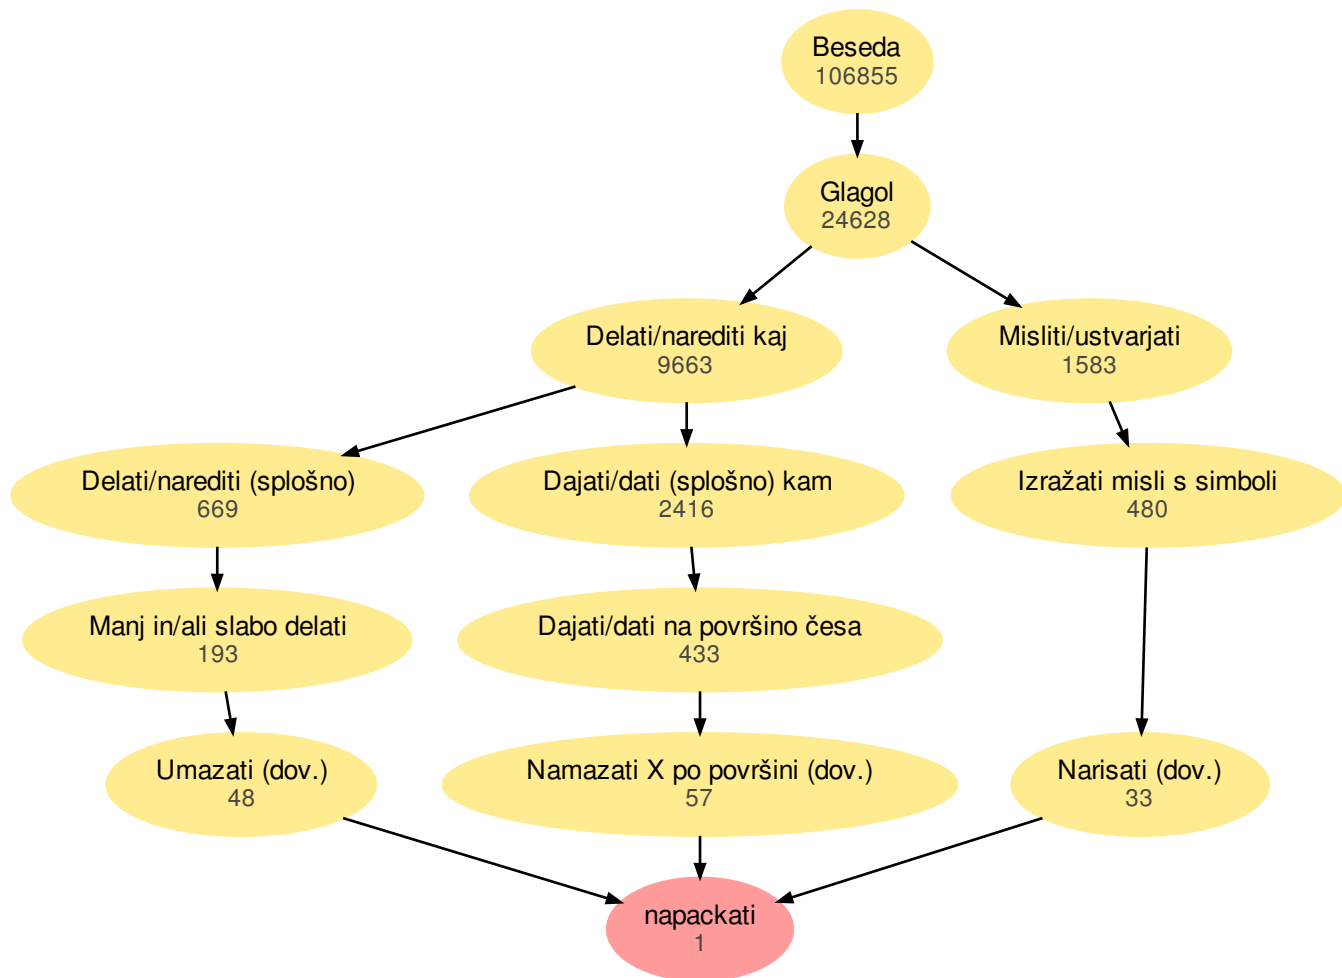 Beseda
106855
Glagol
24628
Delati/narediti kaj
9663
Misliti/ustvarjati
1583
Delati/narediti (splošno)
669
Dajati/dati (splošno) kam
2416
Izražati misli s simboli
480
Manj in/ali slabo delati
193
Dajati/dati na površino česa
433
Umazati (dov.)
48
Namazati X po površini (dov.)
57
Narisati (dov.)
33
napackati
1